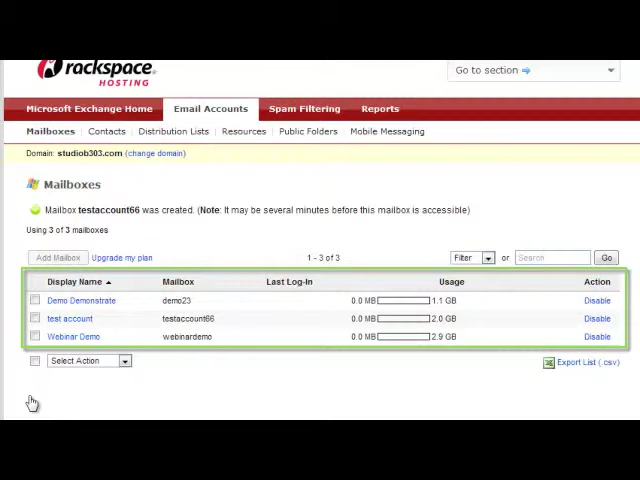 rackspace.
HOSTING
Go to section
Microsoft Exchange Home Email Accounts Spam Filtering Reports
Mailboxes Contacts Distribution Lists Resources Public Folders Mobile Messaging
Domain: studiob303.com (change domain)
Mailboxes
Mailbox testaccount66 was created. (Note: It may be several minutes before this mailbox is accessible)
Using 3 of 3 mailboxes
Add Mailbox Upgrade my plan 1 - 3 of 3 Filter or Search Go
Display Name Mailbox Last Log-In Usage Action
Demo Demonstrate demo23 0.0 MB 1.1 GB Disable
test account testaccount66 0.0 MB 2.0 GB Disable
Webinar Demo webinardemo 0.0 MB 2.9 GB Disable
Select Action Export List (.csv)